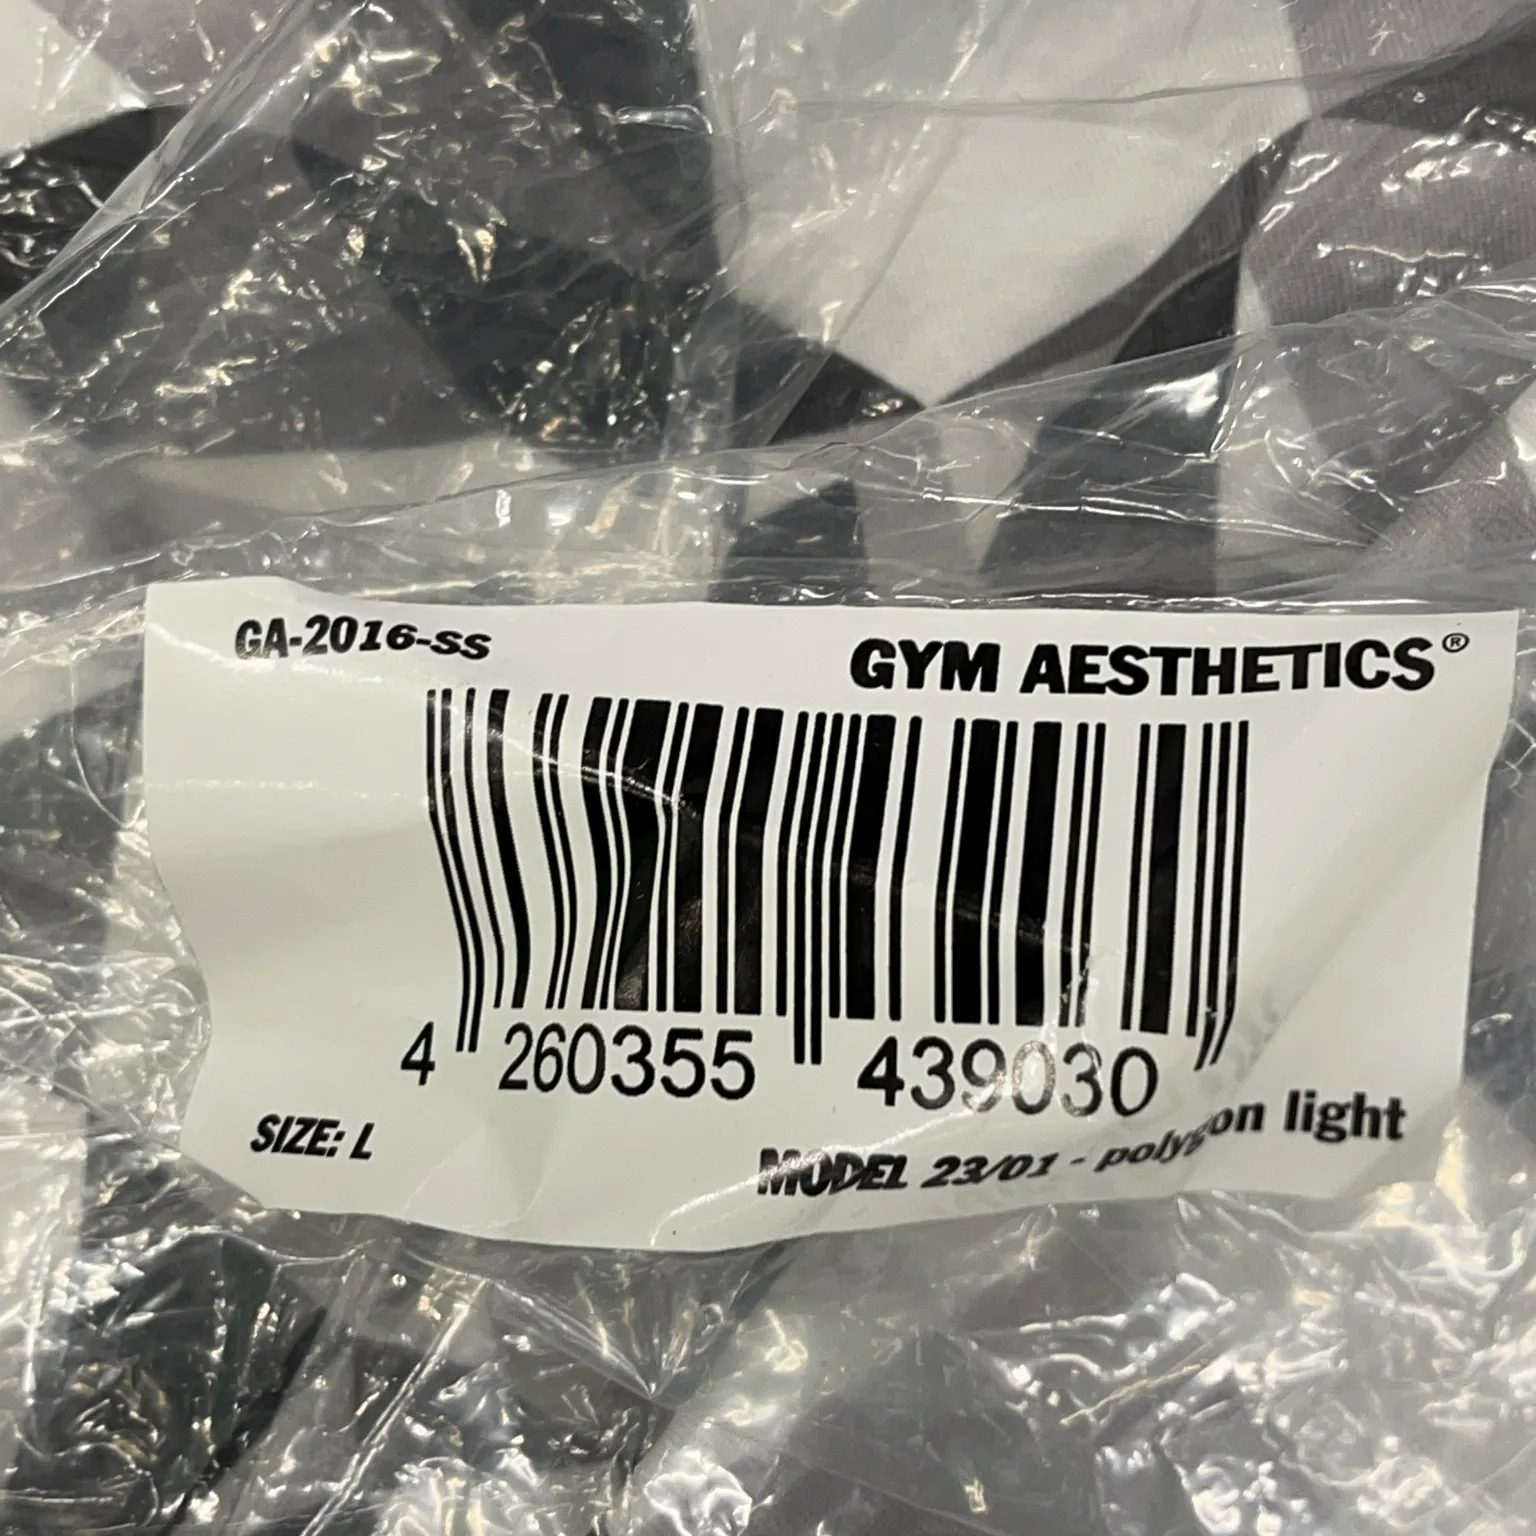 GA-2016-SS
GYM AESTHETICS®
4 260355 439030
SIZE: L
MODEL 23/01 - polygon light